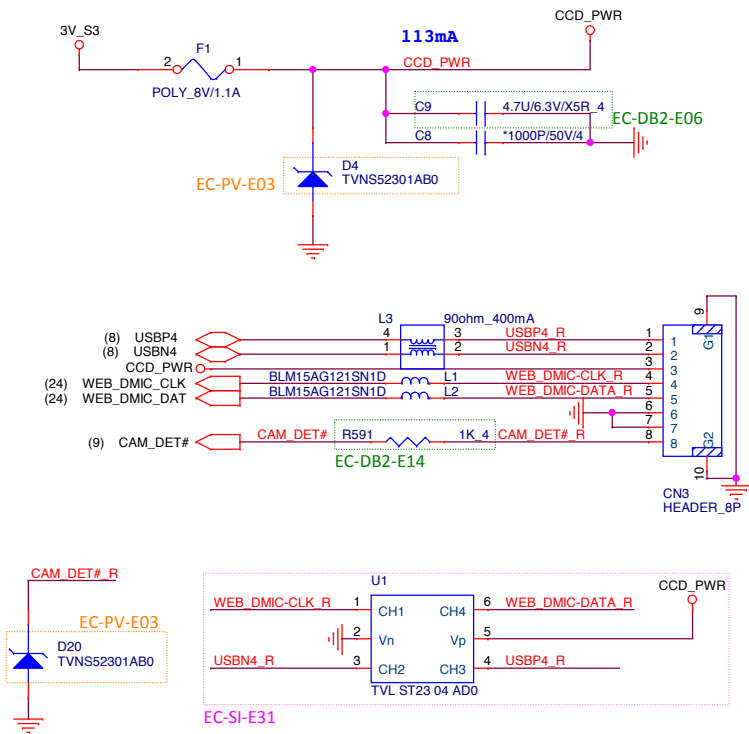 CCD_PWR
3V_S3
113mA
F1
2
1
CCD_PWR
POLY_8V/1.1A
C9
4.7U/6.3V/X5R_4
EC-DB2-E06
C8
*1000P/50V/4
D4
EC-PV-E03
TVNS52301AB0
L3
90ohm_400mA
9
G1
(8) USBP4
4
3
USBP4_R
1
1
(8) USBN4
1
2
USBN4_R
2
2
CCD_PWR
3
3
(24) WEB_DMIC_CLK
BLM15AG121SN1D
L1
WEB_DMIC-CLK_R
4
4
(24) WEB_DMIC_DAT
BLM15AG121SN1D
L2
WEB_DMIC-DATA_R
5
5
6
6
7
7
(9) CAM_DET#
CAM_DET#
R591
1K_4
CAM_DET#_R
8
8
G2
EC-DB2-E14
10
CN3
HEADER_8P
CAM_DET#_R
EC-PV-E03
D20
TVNS52301AB0
U1
CCD_PWR
WEB_DMIC-CLK_R
1
CH1
CH4
6
WEB_DMIC-DATA_R
2
Vn
Vp
5
USBN4_R
3
CH2
CH3
4
USBP4_R
TVL ST23 04 AD0
EC-SI-E31